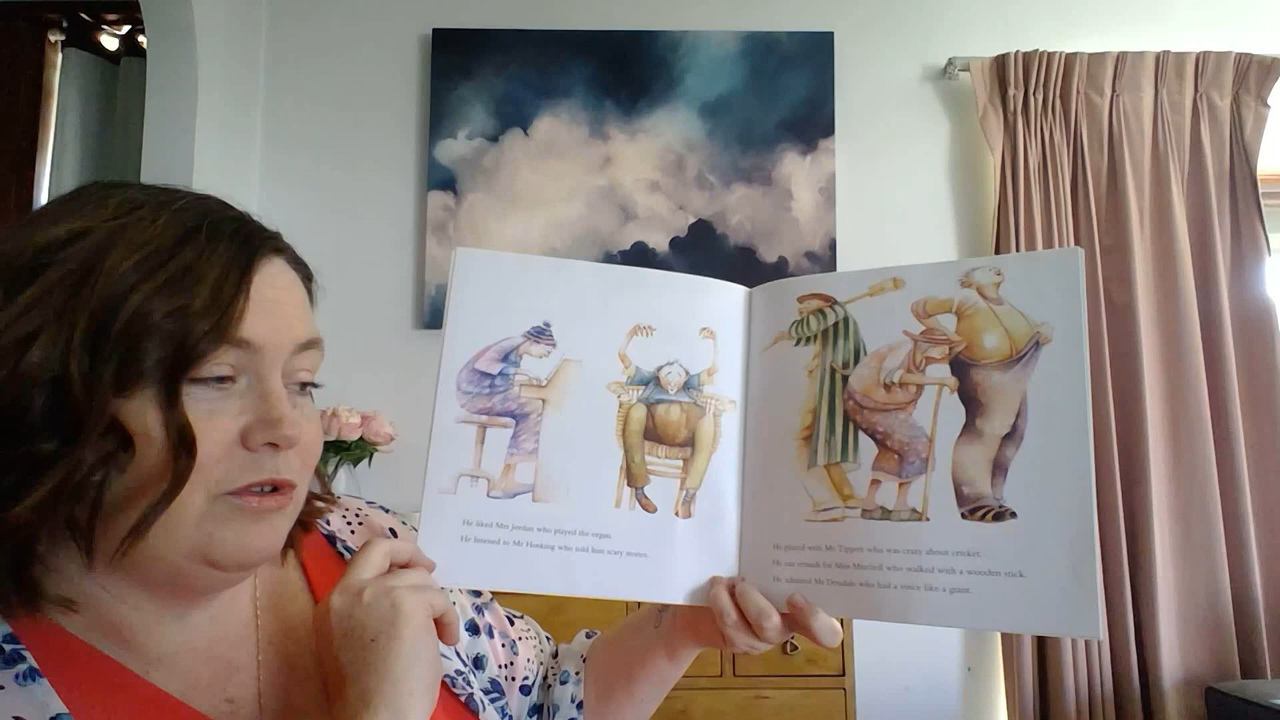 He liked Mrs Jordan who played the organ.
He listened to Mr Hosking who told him scary stories.
He played with Mr Tippett who was crazy about cricket.
He ran errands for Miss Mitchell who walked with a wooden stick.
He admired Mr Drysdale who had a voice like a giant.